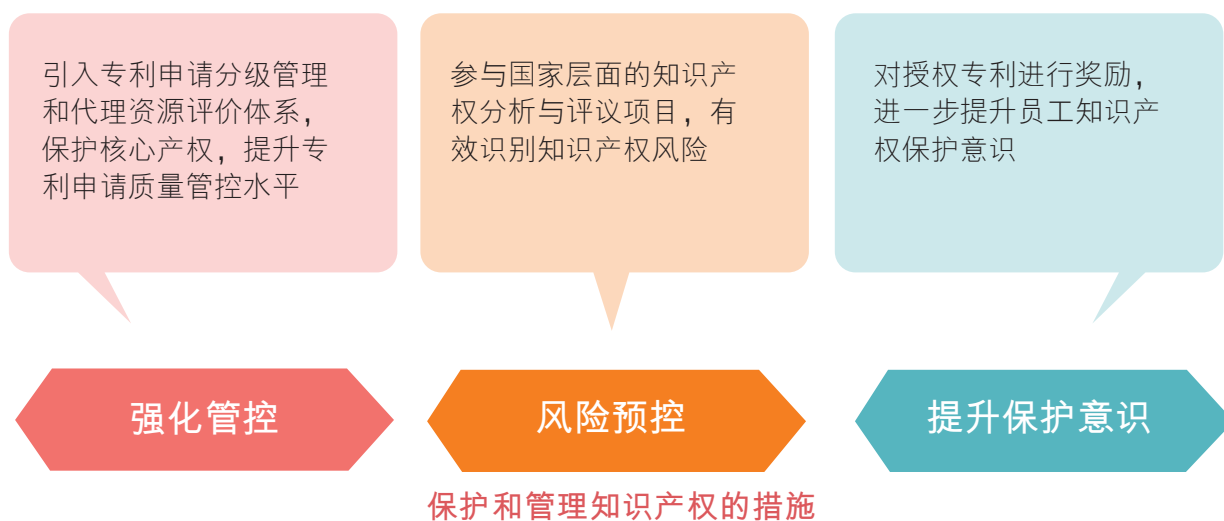 引入专利申请分级管理
和代理资源评价体系，
保护核心产权，提升专
利申请质量管控水平
参与国家层面的知识产
权分析与评议项目，有
效识别知识产权风险
对授权专利进行奖励，
进一步提升员工知识产
权保护意识
强化管控
风险预控
提升保护意识
保护和管理知识产权的措施